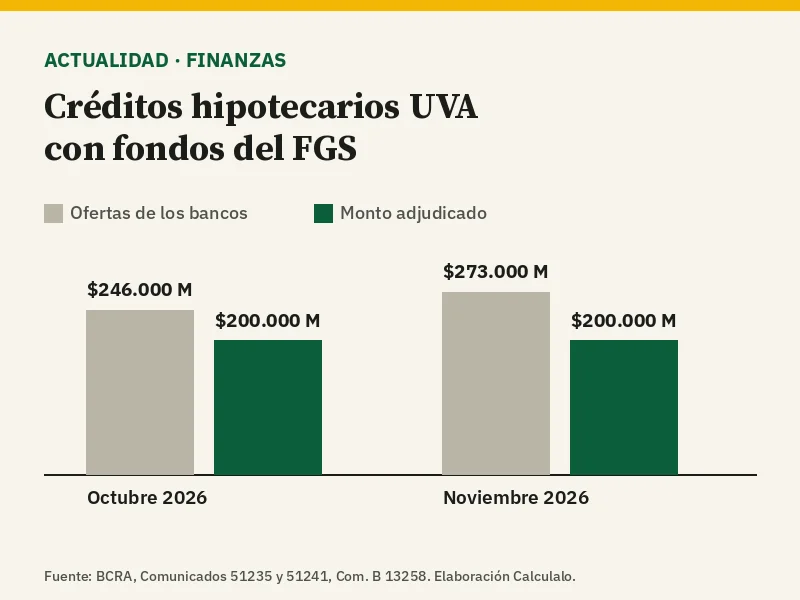 ACTUALIDAD · FINANZAS
Créditos hipotecarios UVA
con fondos del FGS
Ofertas de los bancos
Monto adjudicado
$246.000 M
$200.000 M
$273.000 M
$200.000 M
Octubre 2026
Noviembre 2026
Fuente: BCRA, Comunicados 51235 y 51241, Com. B 13258. Elaboración Calculalo.